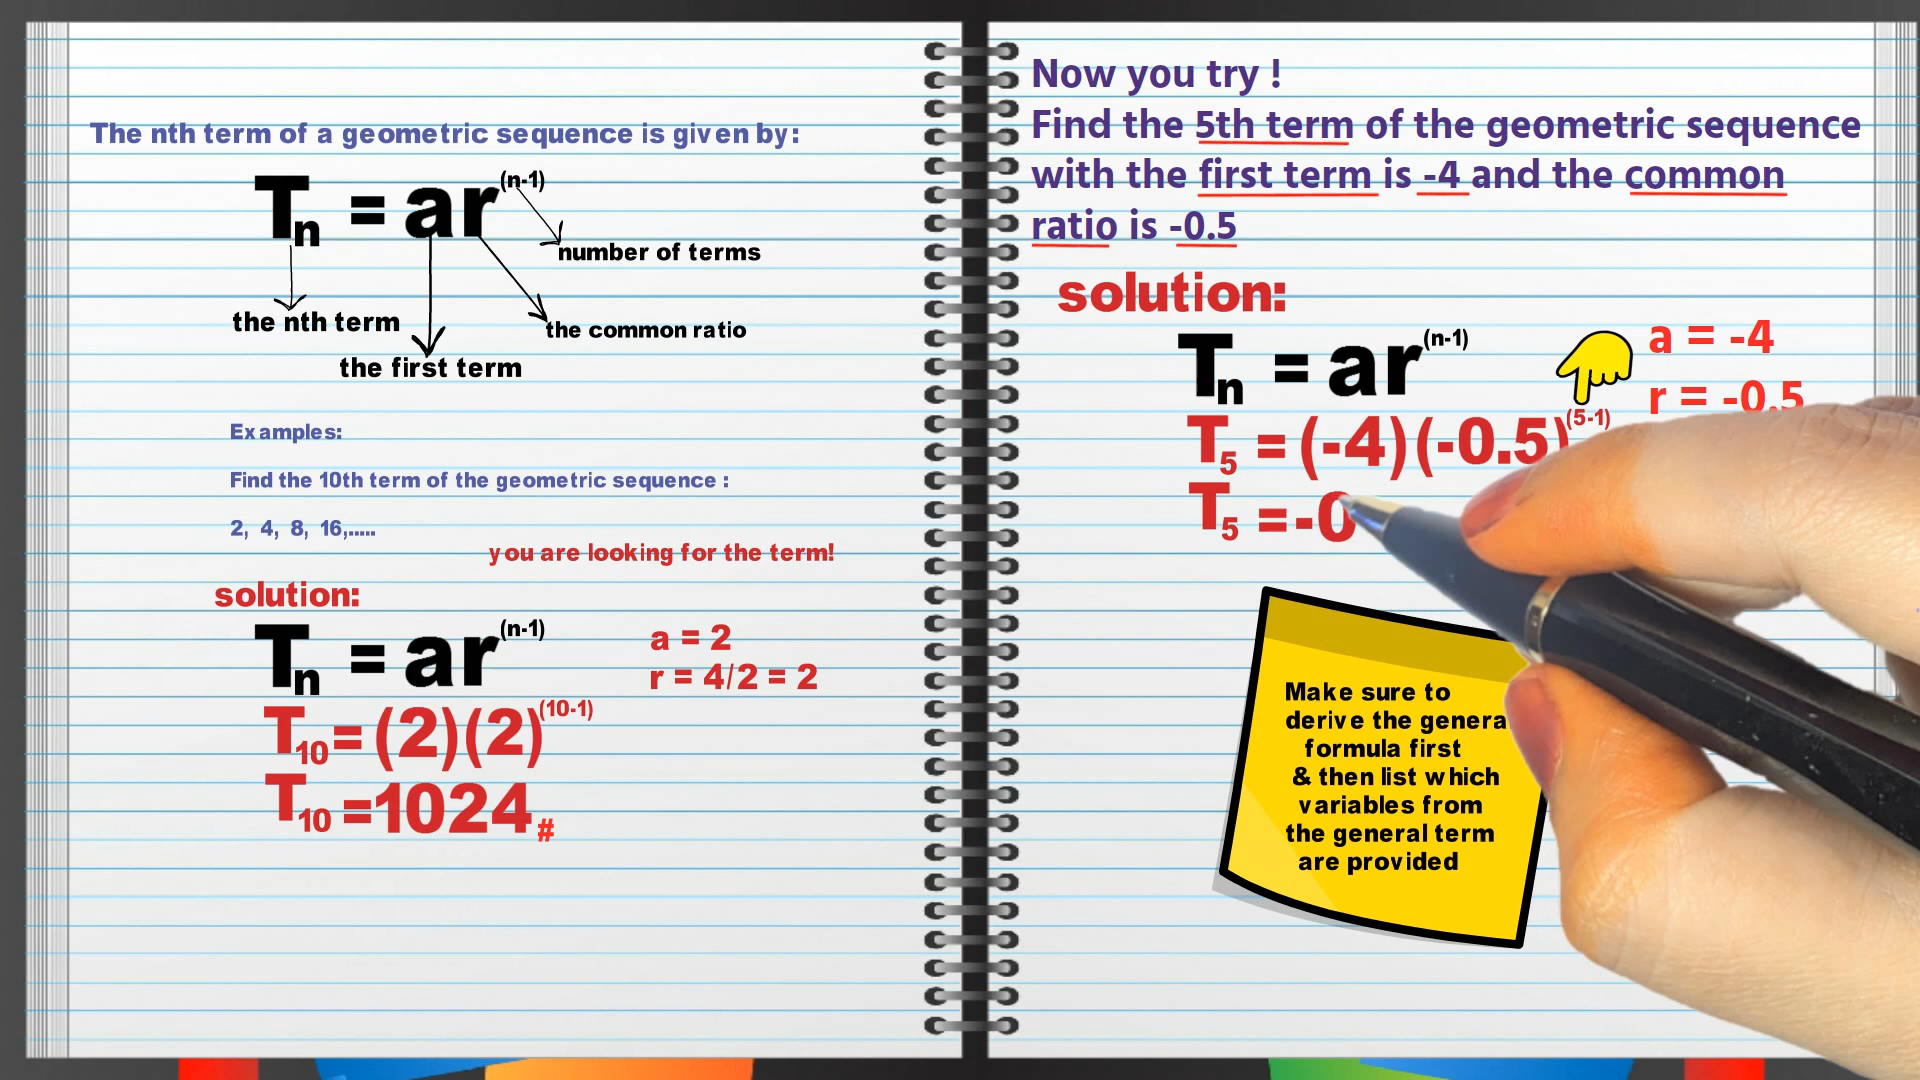 The nth term of a geometric sequence is given by:
Tn = ar(n-1)
number of terms
the nth term
the common ratio
the first term
Examples:
Find the 10th term of the geometric sequence :
2, 4, 8, 16,.....
you are looking for the term!
solution:
Tn = ar(n-1)
a = 2
r = 4/2 = 2
T10 = (2)(2)(10-1)
T10 =1024 #
Now you try !
Find the 5th term of the geometric sequence
with the first term is -4 and the common
ratio is -0.5
solution:
Tn = ar(n-1)
a = -4
r = -0.5
T5 = (-4)(-0.5)(5-1)
T5 =-0
Make sure to
derive the genera
formula first
& then list which
variables from
the general term
are provided